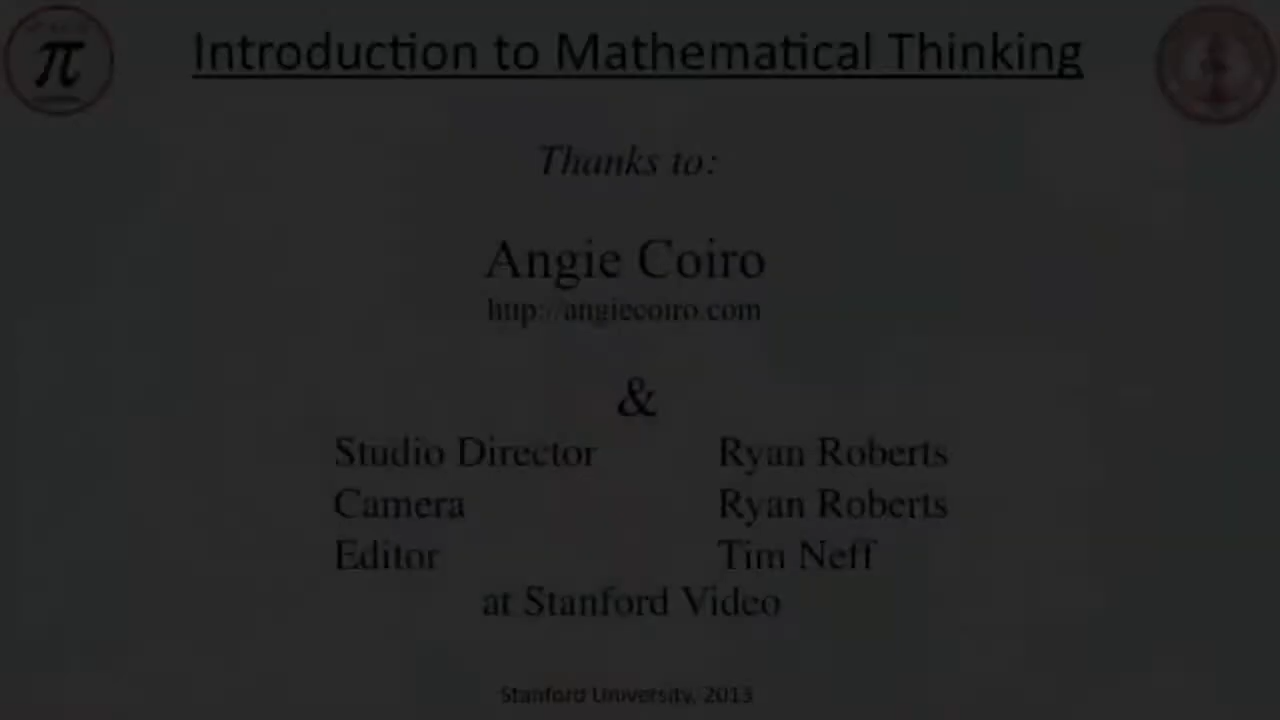 π
Introduction to Mathematical Thinking
Thanks to:
Angie Coiro
http://angiecoiro.com
&
Studio Director Ryan Roberts
Camera Ryan Roberts
Editor Tim Neff
at Stanford Video
Stanford University, 2013